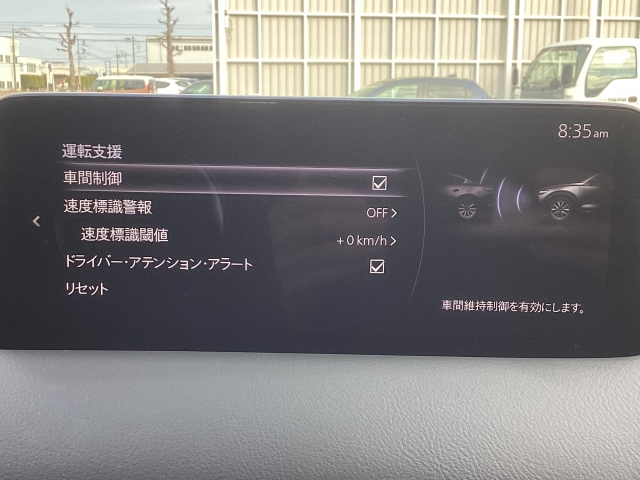 8:35am
運転支援
車間制御
速度標識警報 OFF
速度標識閾値 +0km/h
ドライバー・アテンション・アラート
リセット
車間維持制御を有効にします。